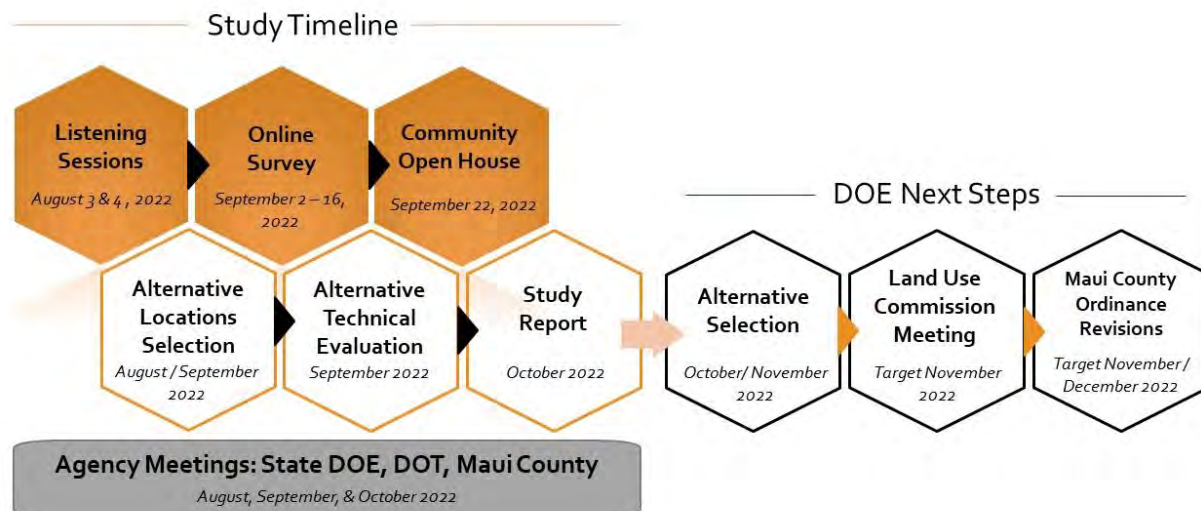 Study Timeline
Listening
Sessions
August 3 & 4, 2022
Online
Survey
September 2 – 16,
2022
Community
Open House
September 22, 2022
Alternative
Locations
Selection
August / September
2022
Alternative
Technical
Evaluation
September 2022
Study
Report
October 2022
Agency Meetings: State DOE, DOT, Maui County
August, September, & October 2022
DOE Next Steps
Alternative
Selection
October/ November
2022
Land Use
Commission
Meeting
Target November
2022
Maui County
Ordinance
Revisions
Target November /
December 2022